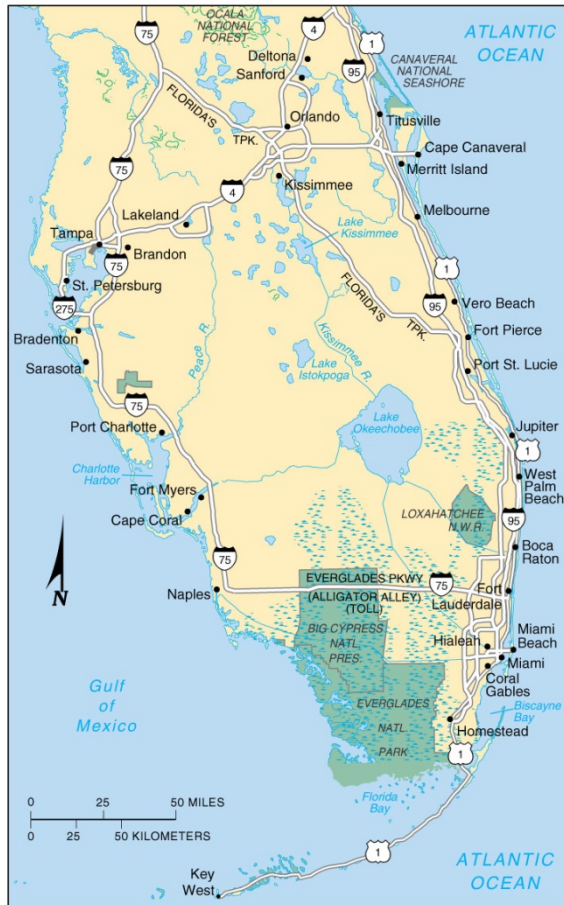 OCALA
NATIONAL
FOREST
75
4
1
ATLANTIC
OCEAN
Deltona
Sanford
95
CANAVERAL
NATIONAL
SEASHORE
FLORIDA'S
TPK.
Orlando
Titusville
Cape Canaveral
Merritt Island
75
4
Kissimmee
Lakeland
Tampa
Brandon
75
Lake
Kissimmee
Melbourne
St. Petersburg
275
FLORIDA'S
TPK.
1
95
Vero Beach
Bradenton
Sarasota
Peace R.
Kissimmee R.
Fort Pierce
Lake
Istokpoga
Port St. Lucie
75
Port Charlotte
Lake
Okeechobee
Jupiter
1
Charlotte
Harbor
West
Palm
Beach
Fort Myers
Cape Coral
LOXAHATCHEE
N.W.R.
95
Boca
Raton
N
75
EVERGLADES PKWY
75
(ALLIGATOR ALLEY)
(TOLL)
Naples
Fort
Lauderdale
BIG CYPRESS
NATL.
PRES.
Hialeah
Miami
Beach
Miami
Coral
Gables
Gulf
of
Mexico
EVERGLADES
NATL.
PARK
Biscayne
Bay
Homestead
1
0 25 50 MILES
0 25 50 KILOMETERS
Florida
Bay
1
Key
West
ATLANTIC
OCEAN